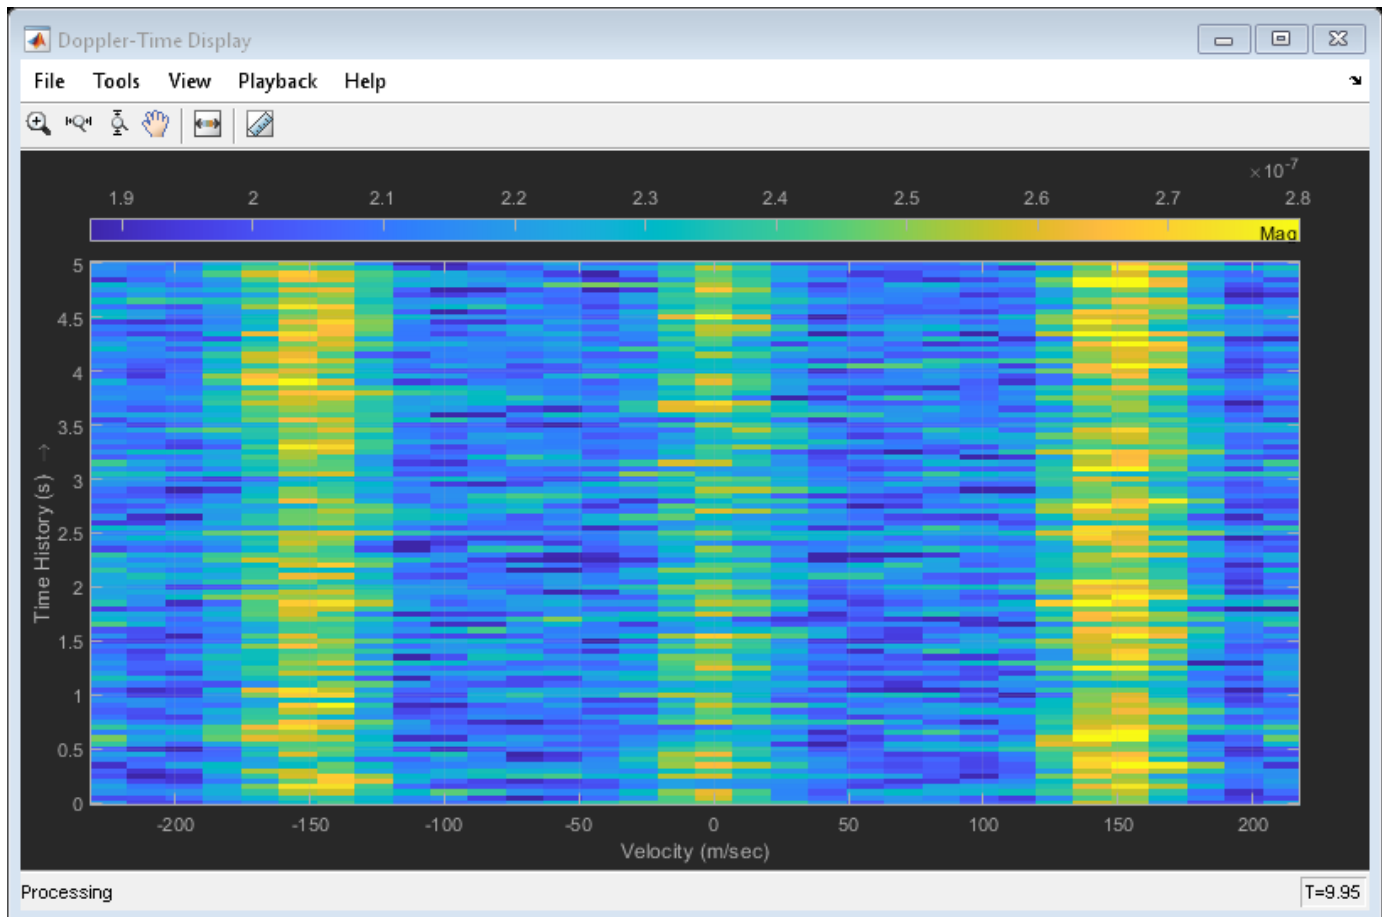 Doppler-Time Display
File Tools View Playback Help
×10-7
1.9 2 2.1 2.2 2.3 2.4 2.5 2.6 2.7 2.8
Mag
5
4.5
4
3.5
3
2.5
2
1.5
1
0.5
0
Time History (s) →
-200 -150 -100 -50 0 50 100 150 200
Velocity (m/sec)
Processing T=9.95